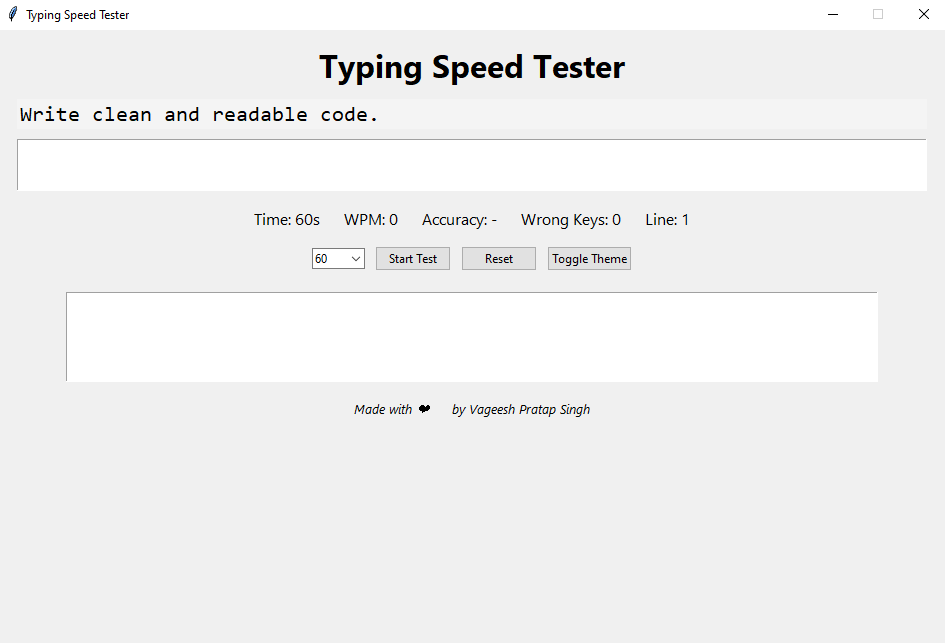 Typing Speed Tester
Typing Speed Tester
Write clean and readable code.
Time: 60s WPM: 0 Accuracy: - Wrong Keys: 0 Line: 1
60 Start Test Reset Toggle Theme
Made with ❤ by Vageesh Pratap Singh